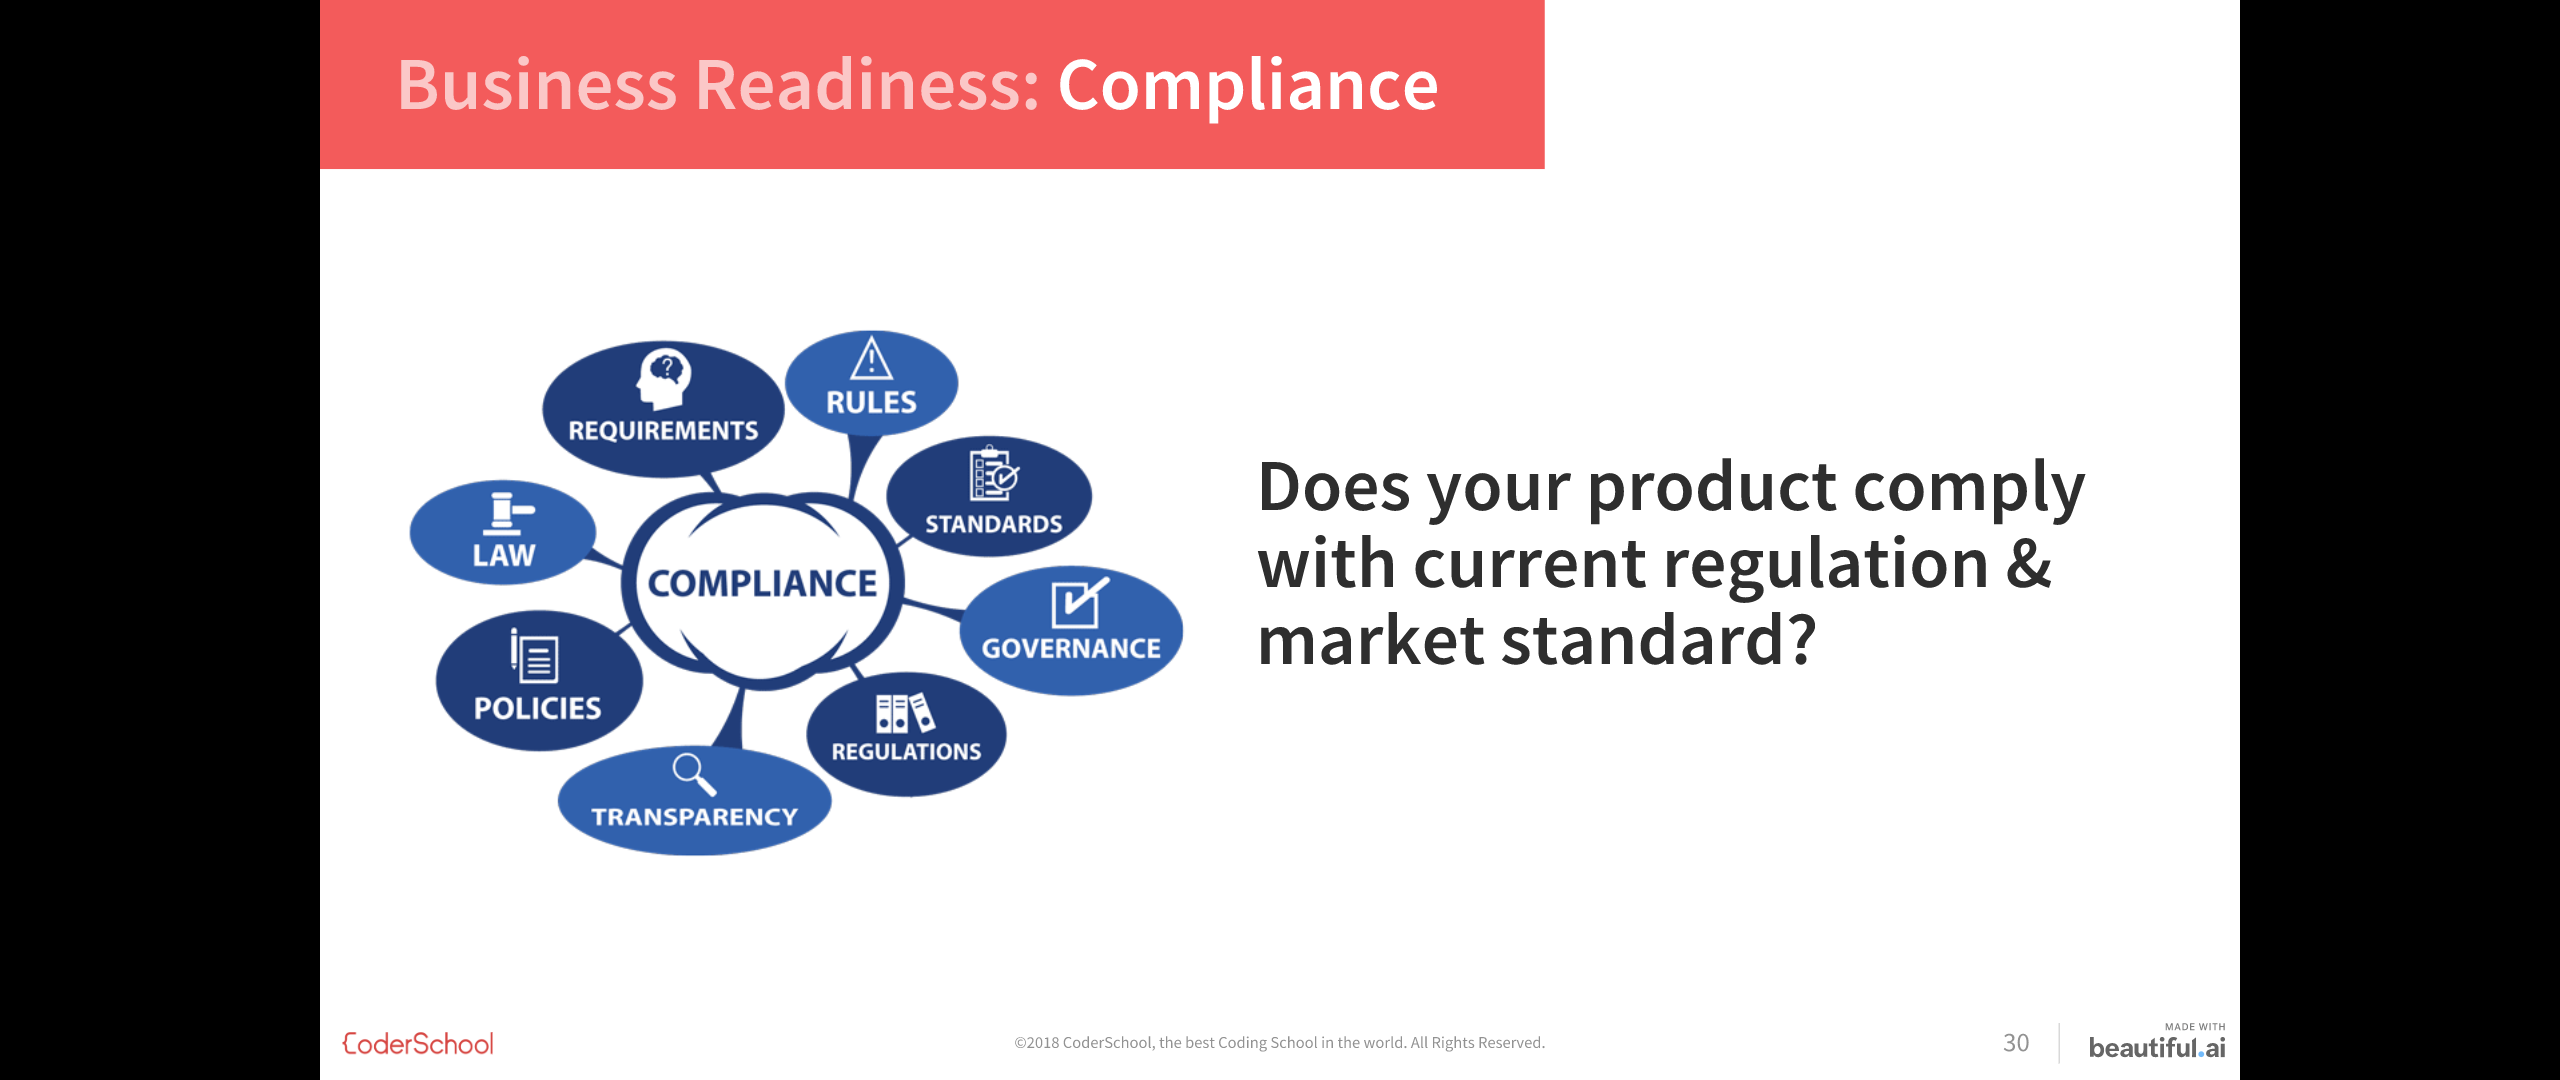 Business Readiness: Compliance
REQUIREMENTS
RULES
STANDARDS
LAW
COMPLIANCE
GOVERNANCE
POLICIES
REGULATIONS
TRANSPARENCY
Does your product comply
with current regulation &
market standard?
CoderSchool
©2018 CoderSchool, the best Coding School in the world. All Rights Reserved.
30
MADE WITH
beautiful.ai